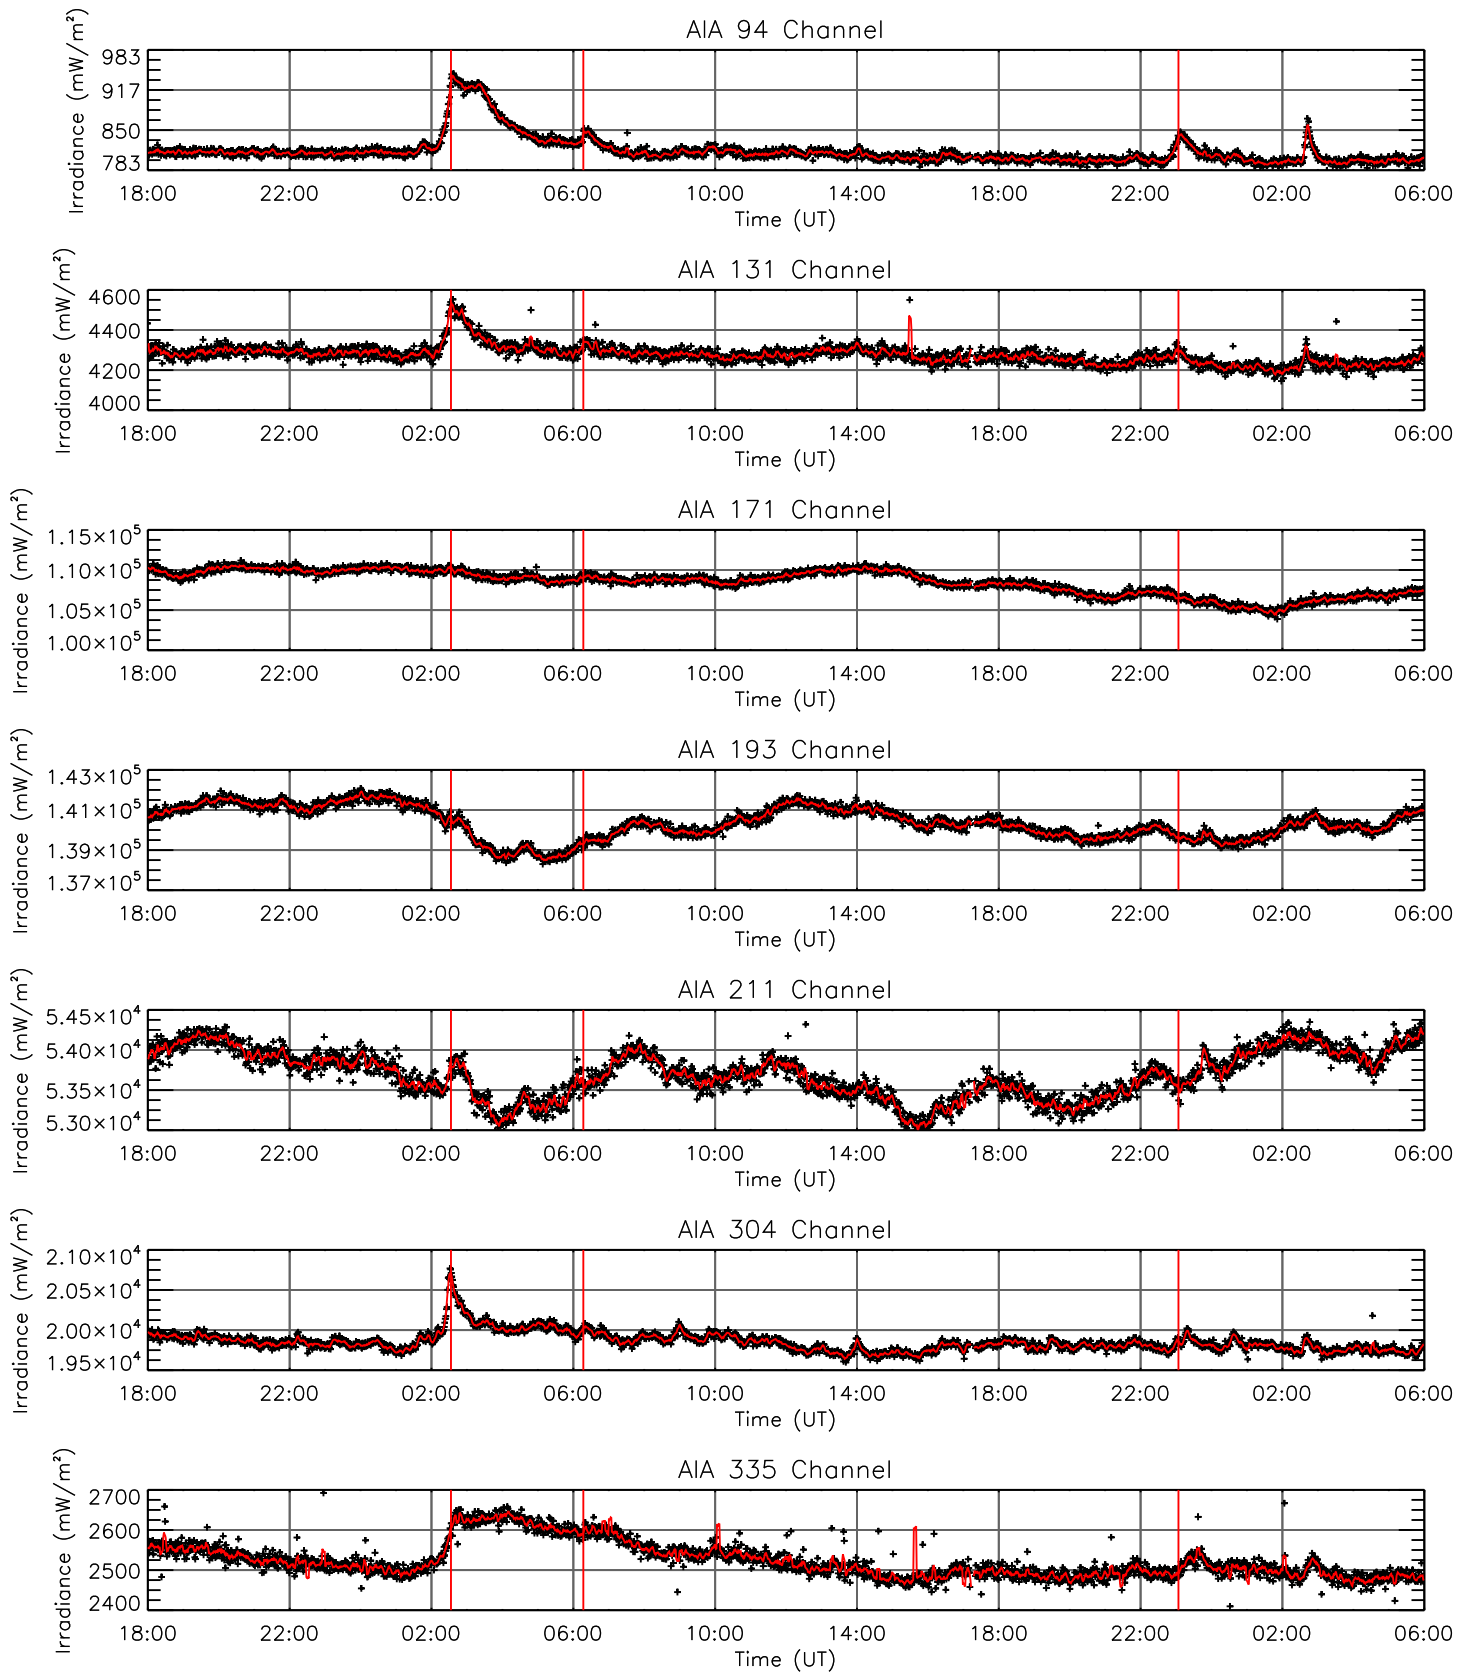 AIA 94 Channel
Irradiance (mW/m²)
983
917
850
783
18:00 22:00 02:00 06:00 10:00 14:00 18:00 22:00 02:00 06:00
Time (UT)
AIA 131 Channel
Irradiance (mW/m²)
4600
4400
4200
4000
18:00 22:00 02:00 06:00 10:00 14:00 18:00 22:00 02:00 06:00
Time (UT)
AIA 171 Channel
Irradiance (mW/m²)
1.15×10⁵
1.10×10⁵
1.05×10⁵
1.00×10⁵
18:00 22:00 02:00 06:00 10:00 14:00 18:00 22:00 02:00 06:00
Time (UT)
AIA 193 Channel
Irradiance (mW/m²)
1.43×10⁵
1.41×10⁵
1.39×10⁵
1.37×10⁵
18:00 22:00 02:00 06:00 10:00 14:00 18:00 22:00 02:00 06:00
Time (UT)
AIA 211 Channel
Irradiance (mW/m²)
5.45×10⁴
5.40×10⁴
5.35×10⁴
5.30×10⁴
18:00 22:00 02:00 06:00 10:00 14:00 18:00 22:00 02:00 06:00
Time (UT)
AIA 304 Channel
Irradiance (mW/m²)
2.10×10⁴
2.05×10⁴
2.00×10⁴
1.95×10⁴
18:00 22:00 02:00 06:00 10:00 14:00 18:00 22:00 02:00 06:00
Time (UT)
AIA 335 Channel
Irradiance (mW/m²)
2700
2600
2500
2400
18:00 22:00 02:00 06:00 10:00 14:00 18:00 22:00 02:00 06:00
Time (UT)